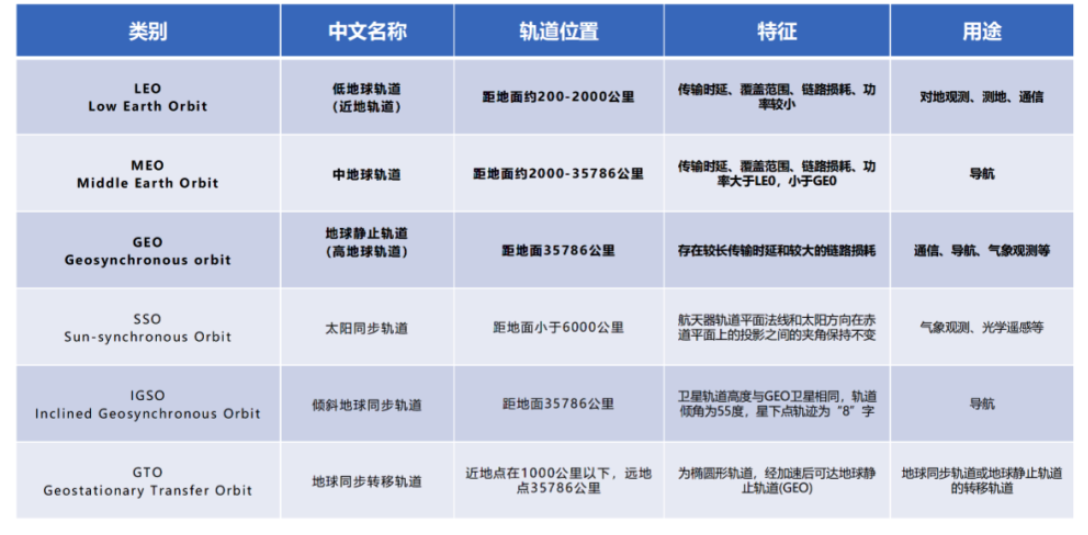 类别 中文名称 轨道位置 特征 用途
LEO
Low Earth Orbit
低地球轨道
（近地轨道）
距地面约200-2000公里
传输时延、覆盖范围、链路损耗、功
率较小
对地观测、测地、通信
MEO
Middle Earth Orbit
中地球轨道
距地面约2000-35786公里
传输时延、覆盖范围、链路损耗、功
率大于LEO，小于GEO
导航
GEO
Geosynchronous orbit
地球静止轨道
（高地球轨道）
距地面35786公里
存在较长传输时延和较大的链路损耗
通信、导航、气象观测等
SSO
Sun-synchronous Orbit
太阳同步轨道
距地面小于6000公里
航天器轨道平面法线和太阳方向在赤
道平面上的投影之间的夹角保持不变
气象观测、光学遥感等
IGSO
Inclined Geosynchronous Orbit
倾斜地球同步轨道
距地面35786公里
卫星轨道高度与GEO卫星相同，轨道
倾角为55度，星下点轨迹为“8”字
导航
GTO
Geostationary Transfer Orbit
地球同步转移轨道
近地点在1000公里以下，远地
点35786公里
为椭圆形轨道，经加速后可达地球静
止轨道(GEO)
地球同步轨道或地球静止轨道
的转移轨道